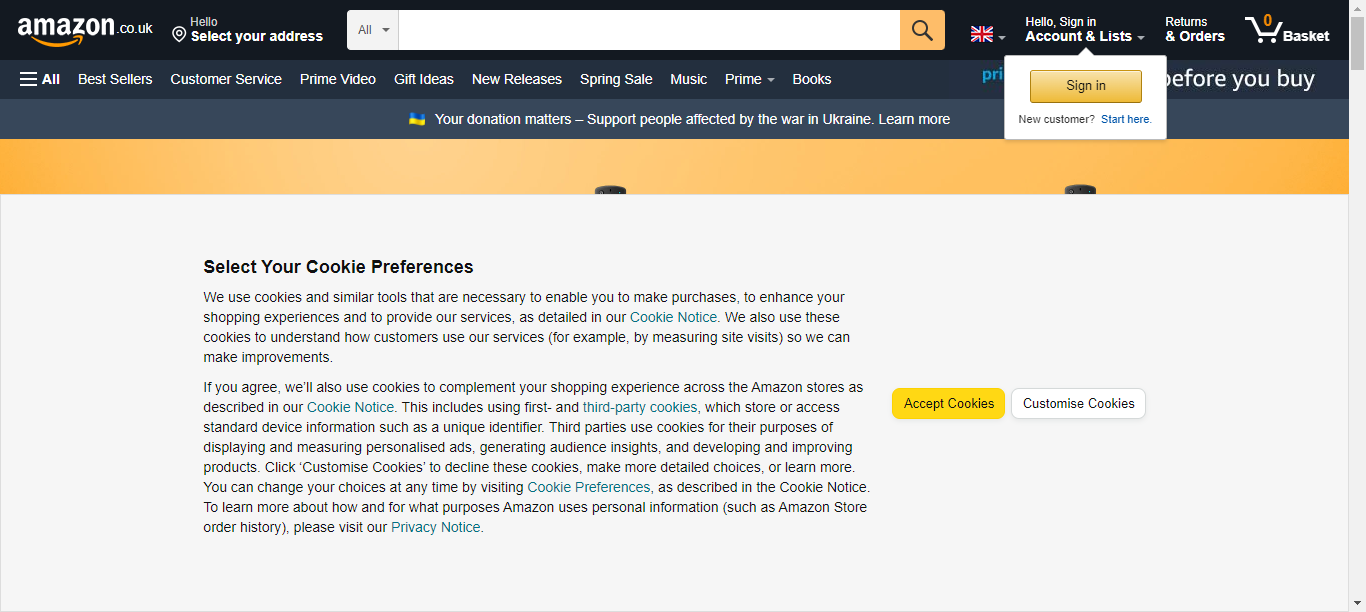 amazon.co.uk
Hello
Select your address
All
Hello, Sign in
Account & Lists
Returns
& Orders
0
Basket
All
Best Sellers
Customer Service
Prime Video
Gift Ideas
New Releases
Spring Sale
Music
Prime
Books
before you buy
Sign in
New customer? Start here.
Your donation matters – Support people affected by the war in Ukraine. Learn more
Select Your Cookie Preferences
We use cookies and similar tools that are necessary to enable you to make purchases, to enhance your
shopping experiences and to provide our services, as detailed in our Cookie Notice. We also use these
cookies to understand how customers use our services (for example, by measuring site visits) so we can
make improvements.
If you agree, we’ll also use cookies to complement your shopping experience across the Amazon stores as
described in our Cookie Notice. This includes using first- and third-party cookies, which store or access
standard device information such as a unique identifier. Third parties use cookies for their purposes of
displaying and measuring personalised ads, generating audience insights, and developing and improving
products. Click ‘Customise Cookies’ to decline these cookies, make more detailed choices, or learn more.
You can change your choices at any time by visiting Cookie Preferences, as described in the Cookie Notice.
To learn more about how and for what purposes Amazon uses personal information (such as Amazon Store
order history), please visit our Privacy Notice.
Accept Cookies
Customise Cookies